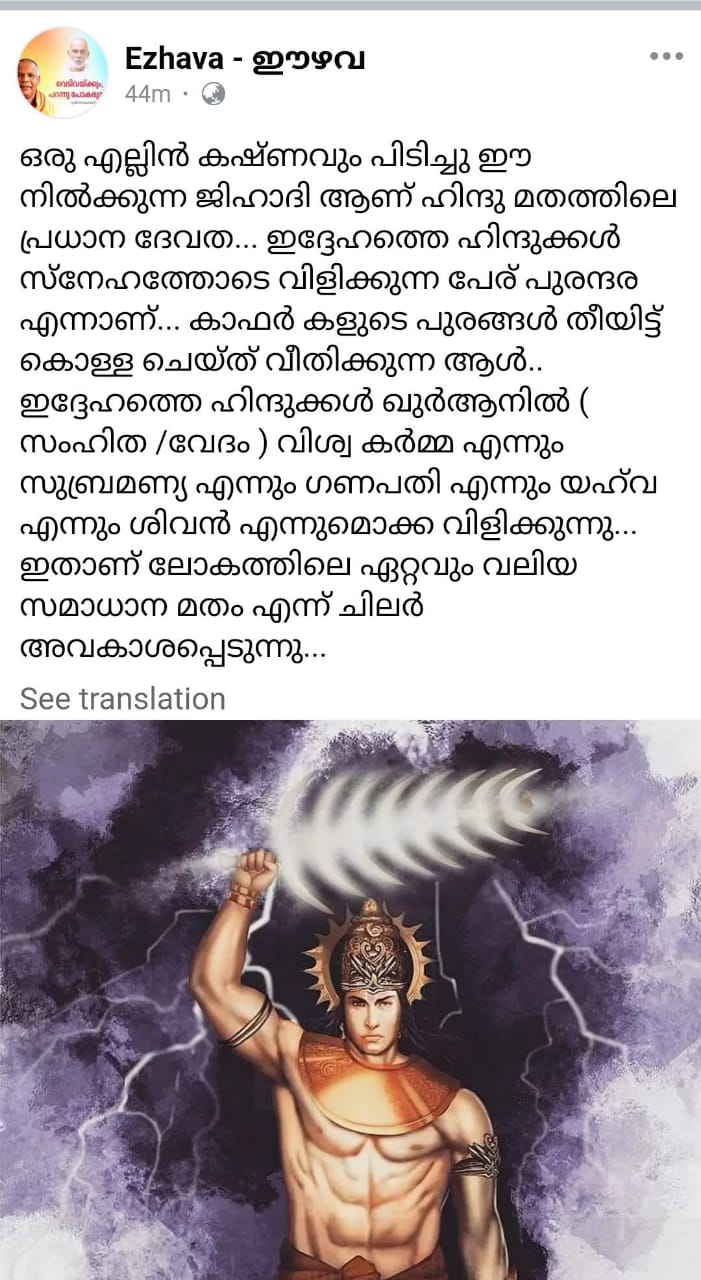 Ezhava - ഈഴവ
44m
വെടിവയ്ക്കും,
ഒരു എല്ലിൻ കഷ്ണവും പിടിച്ചു ഈ
നിൽക്കുന്ന ജിഹാദി ആണ് ഹിന്ദു മതത്തിലെ
പ്രധാന ദേവത... ഇദ്ദേഹത്തെ ഹിന്ദുക്കൾ
സ്നേഹത്തോടെ വിളിക്കുന്ന പേര് പുരന്ദര
എന്നാണ്... കാഫർ കളുടെ പുരങ്ങൾ തീയിട്ട്
കൊള്ള ചെയ്ത് വീതിക്കുന്ന ആൾ..
ഇദ്ദേഹത്തെ ഹിന്ദുക്കൾ ഖുർആനിൽ (
സംഹിത /വേദം ) വിശ്വ കർമ്മ എന്നും
സുബ്രമണ്യ എന്നും ഗണപതി എന്നും യഹ്‌വ
എന്നും ശിവൻ എന്നുമൊക്ക വിളിക്കുന്നു...
ഇതാണ് ലോകത്തിലെ ഏറ്റവും വലിയ
സമാധാന മതം എന്ന് ചിലർ
അവകാശപ്പെടുന്നു...
See translation